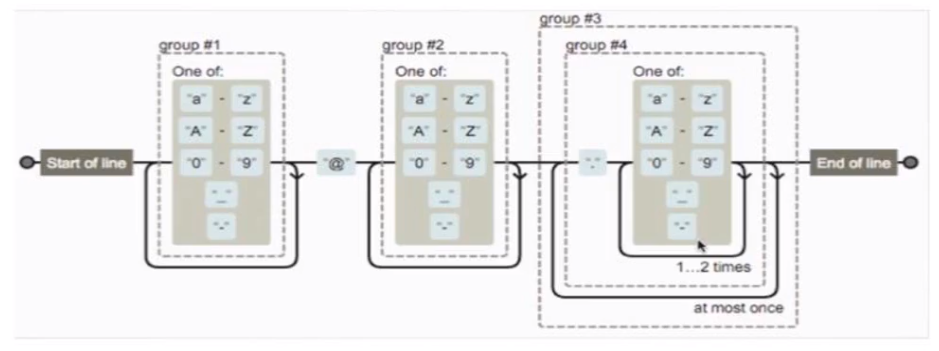 group #3
group #1
group #2
group #4
One of:
One of:
One of:
"a" - "z"
"a" - "z"
"a" - "z"
"A" - "Z"
"A" - "Z"
"A" - "Z"
Start of line
"0" - "9"
"@"
"0" - "9"
"."
"0" - "9"
End of line
"_"
"_"
"_"
1...2 times
at most once